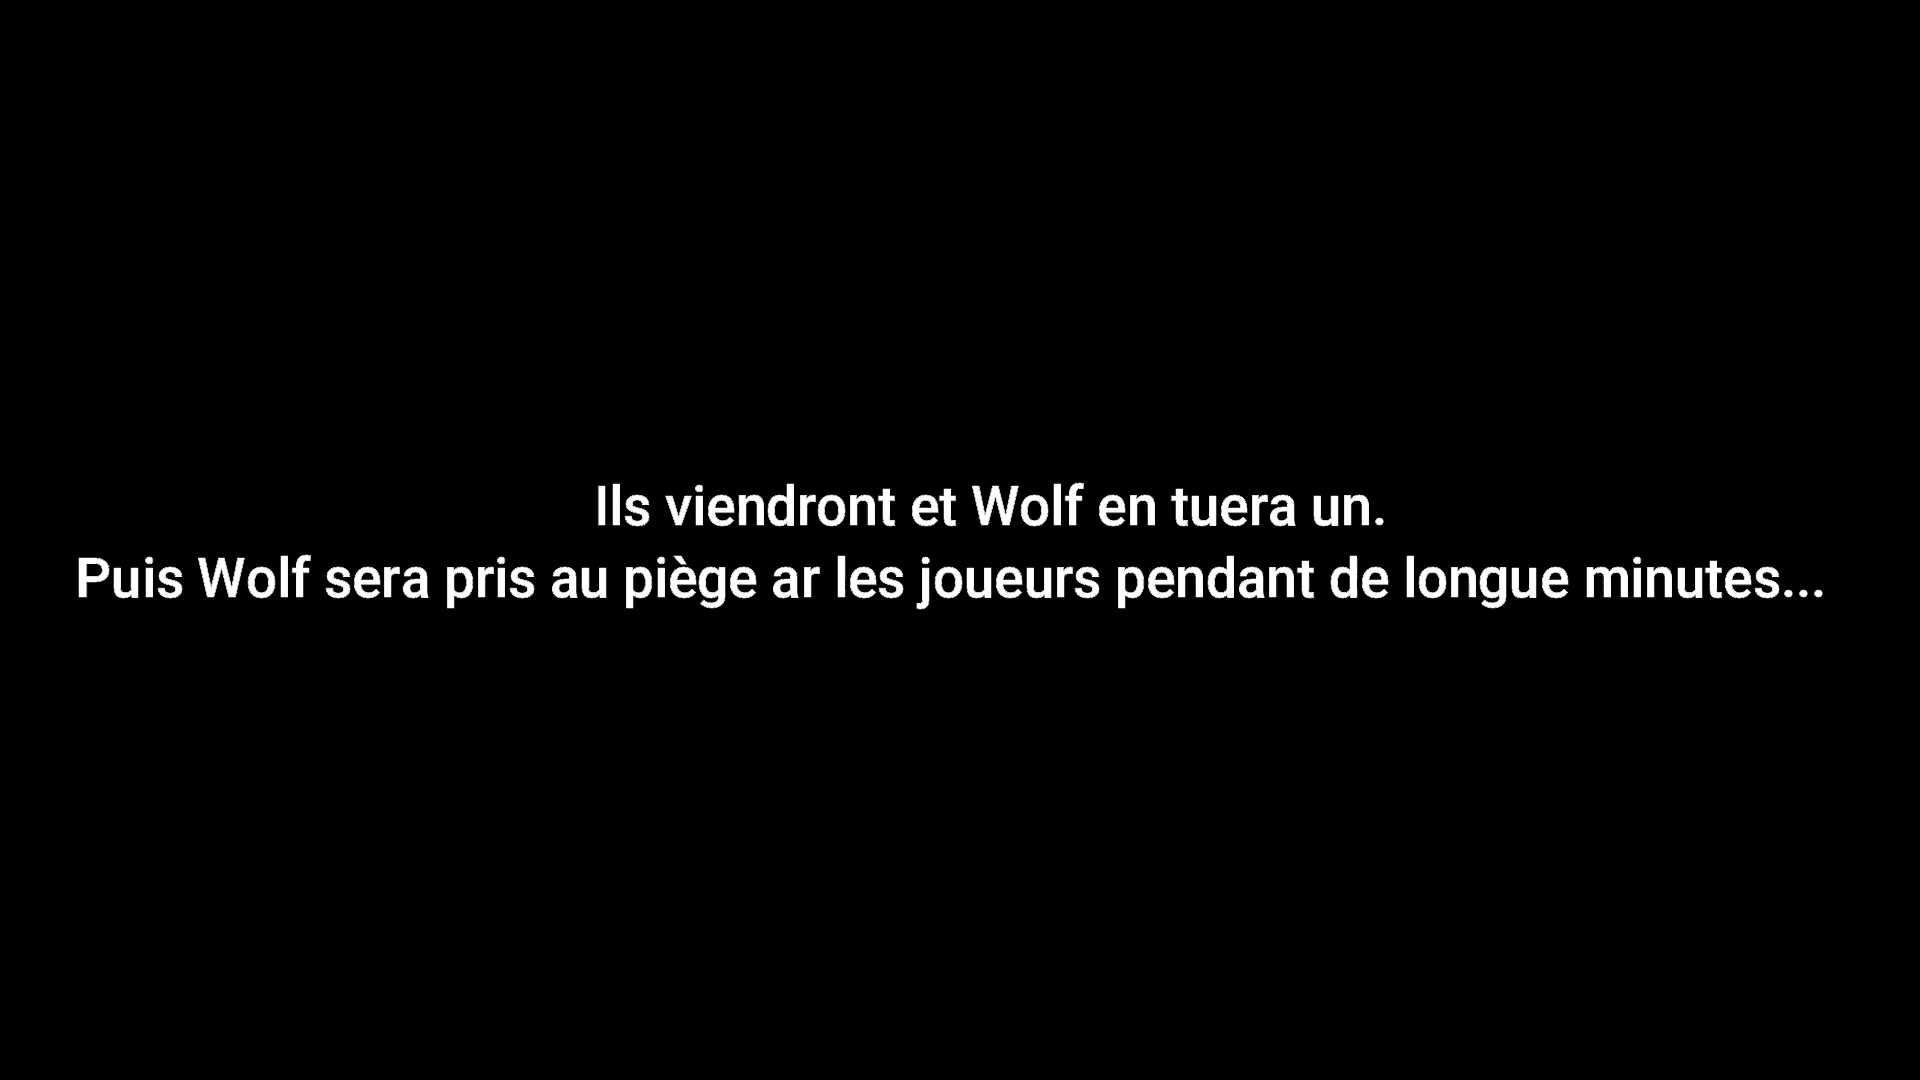 Ils viendront et Wolf en tuera un.
Puis Wolf sera pris au piège ar les joueurs pendant de longue minutes...